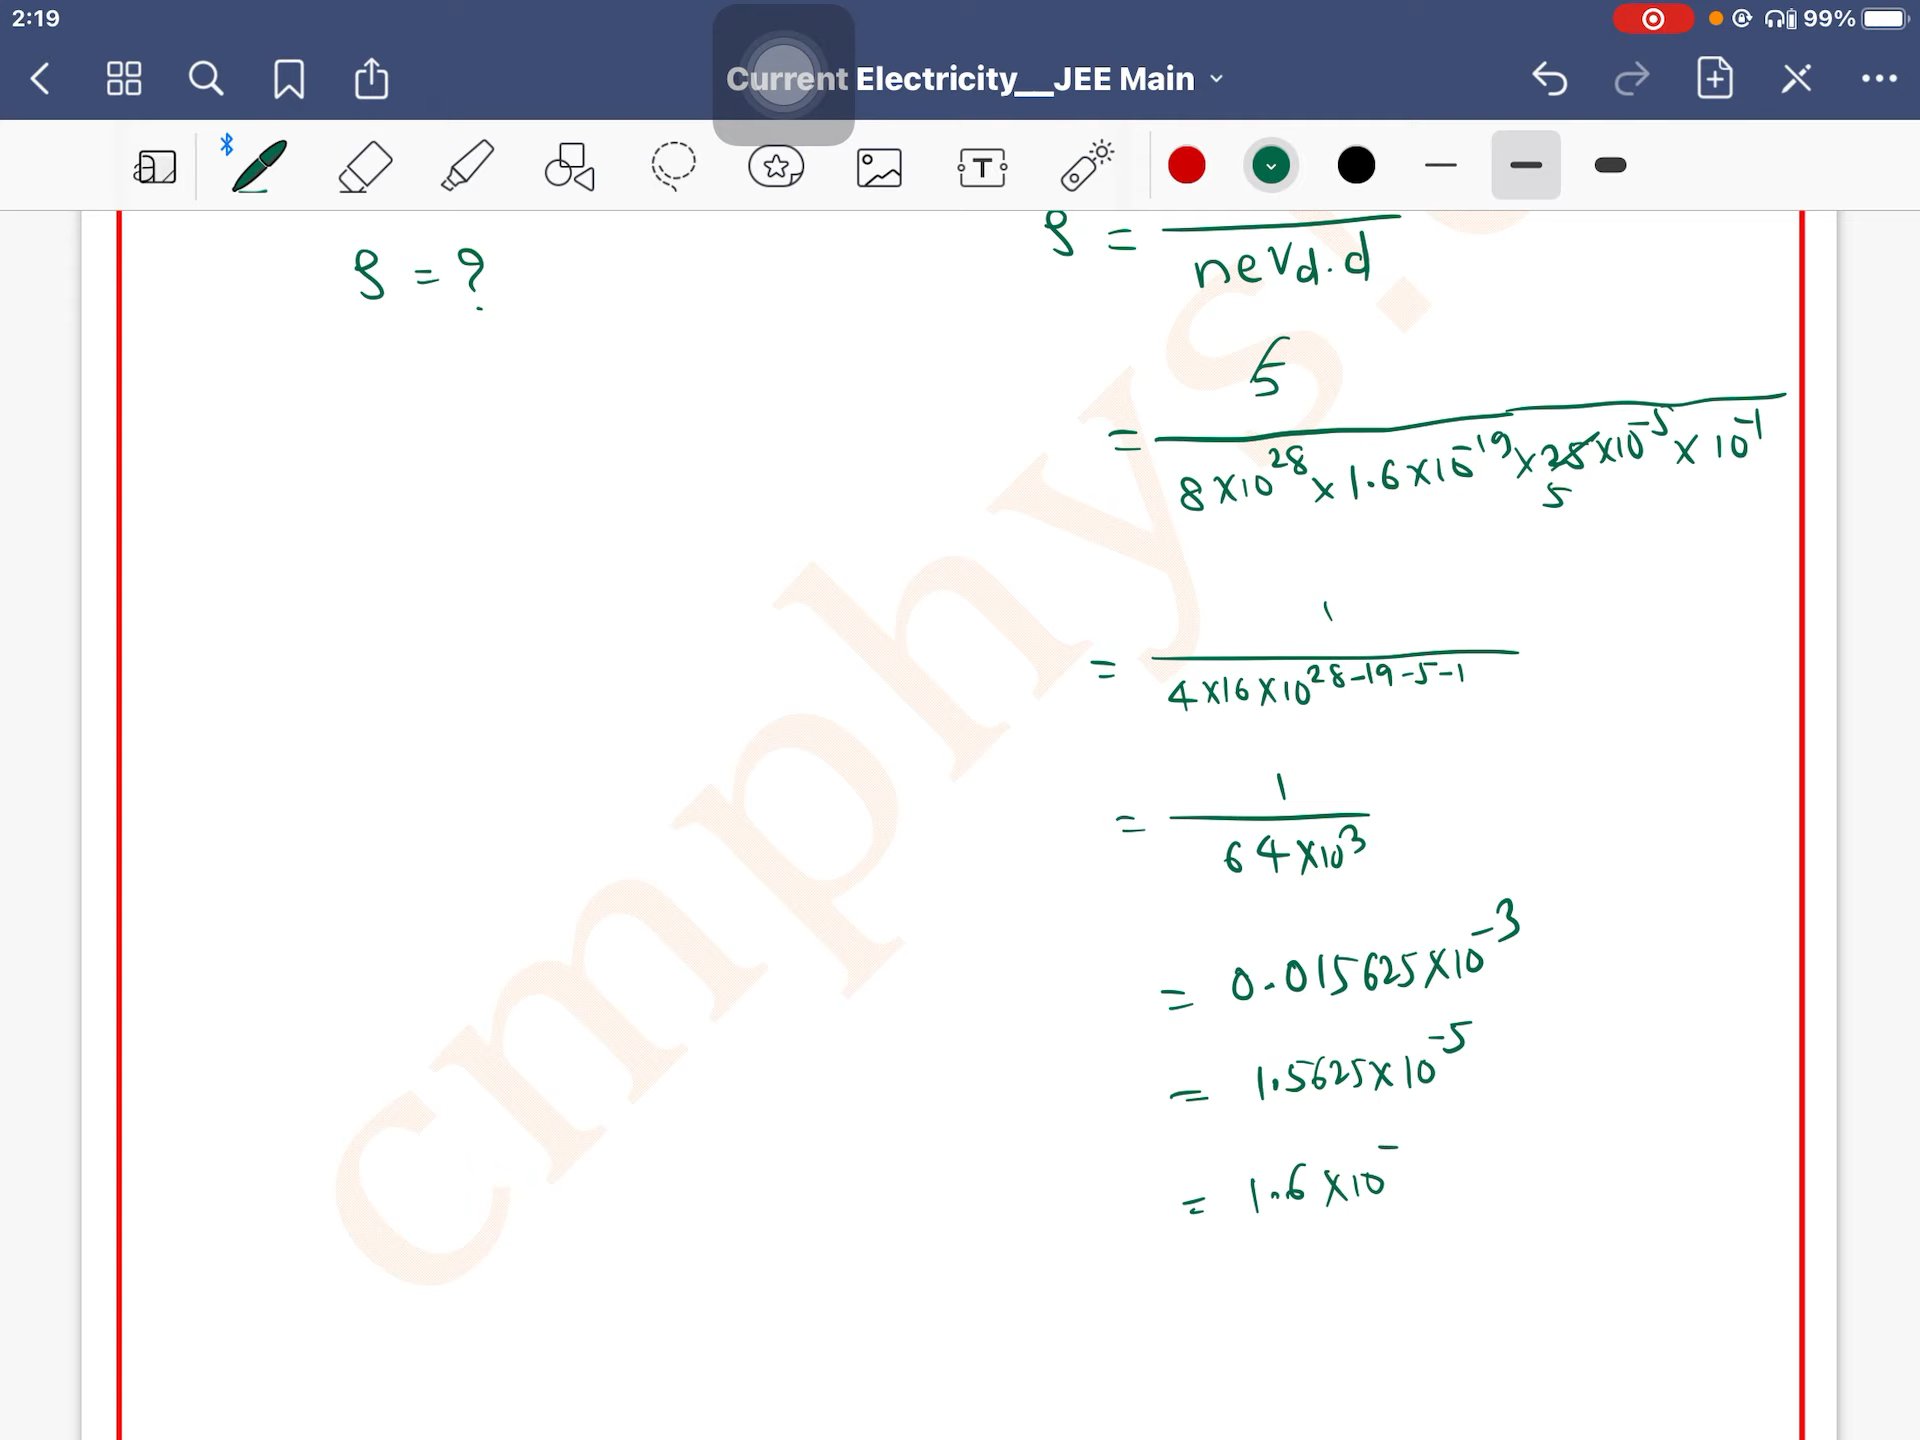 2:19
99%
Current Electricity__JEE Main
T
ρ = ?
ρ = ―
neVd.d
= 5 / 8×10^28 × 1.6×10^-19 × 25×10^-5 × 10^-1
5
= 1 / 4×16×10^28-19-5-1
= 1 / 64×10^3
= 0.015625×10^-3
= 1.5625×10^-5
= 1.6×10^-
cmphys.